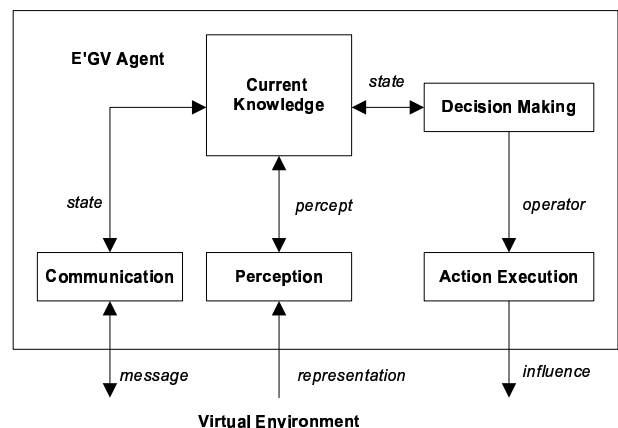 E'GV Agent
Current
Knowledge
state
Decision Making
state
percept
operator
Communication
Perception
Action Execution
message
representation
influence
Virtual Environment